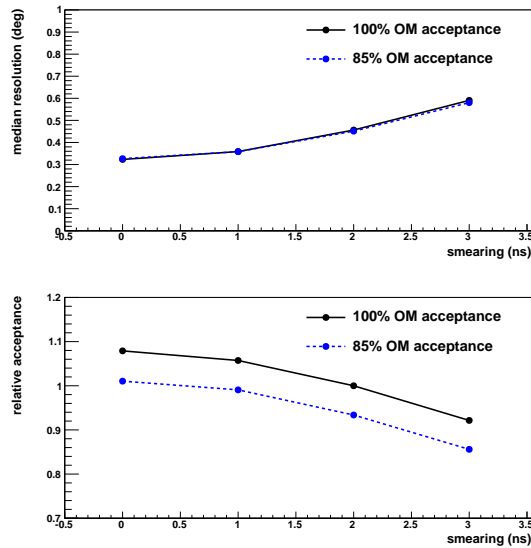 median resolution (deg)
1
0.9
0.8
0.7
0.6
0.5
0.4
0.3
0.2
0.1
0
100% OM acceptance
85% OM acceptance
-0.5 0 0.5 1 1.5 2 2.5 3 3.5
smearing (ns)
relative acceptance
1.2
1.1
1
0.9
0.8
0.7
100% OM acceptance
85% OM acceptance
-0.5 0 0.5 1 1.5 2 2.5 3 3.5
smearing (ns)